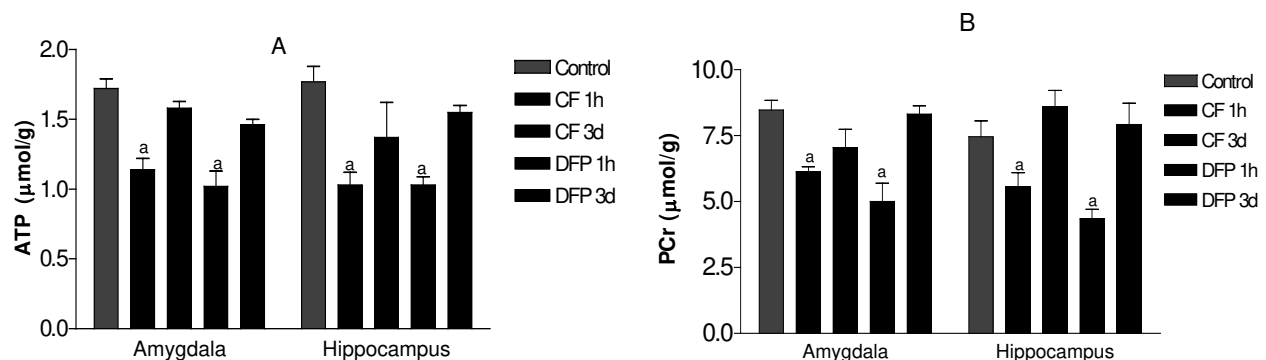 A
ATP (µmol/g)
2.0
1.5
1.0
0.5
0.0
a
a
a
a
Amygdala
Hippocampus
Control
CF 1h
CF 3d
DFP 1h
DFP 3d
B
PCr (µmol/g)
10.0
7.5
5.0
2.5
0.0
a
a
a
a
Amygdala
Hippocampus
Control
CF 1h
CF 3d
DFP 1h
DFP 3d